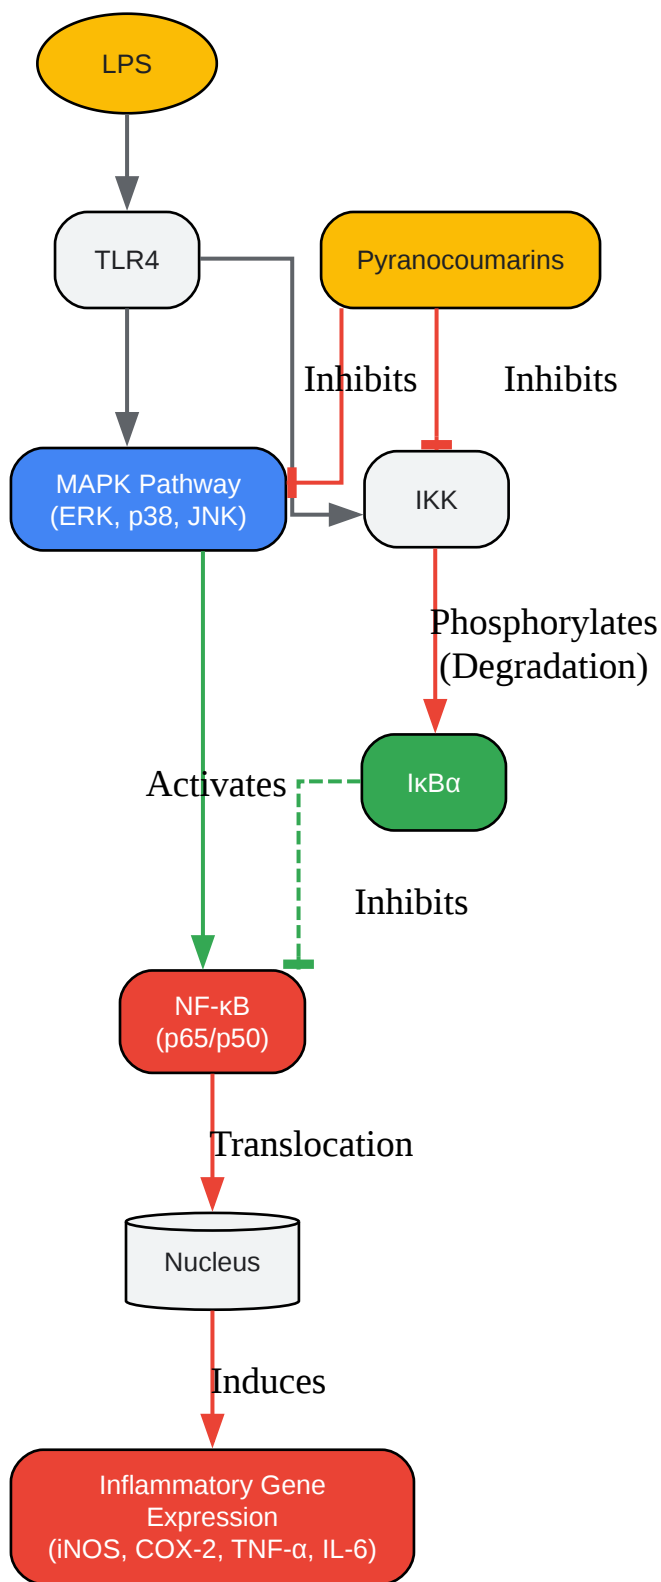 LPS
TLR4
Pyranocoumarins
Inhibits
Inhibits
MAPK Pathway
(ERK, p38, JNK)
IKK
Phosphorylates
(Degradation)
Activates
IκBα
Inhibits
NF-κB
(p65/p50)
Translocation
Nucleus
Induces
Inflammatory Gene
Expression
(iNOS, COX-2, TNF-α, IL-6)